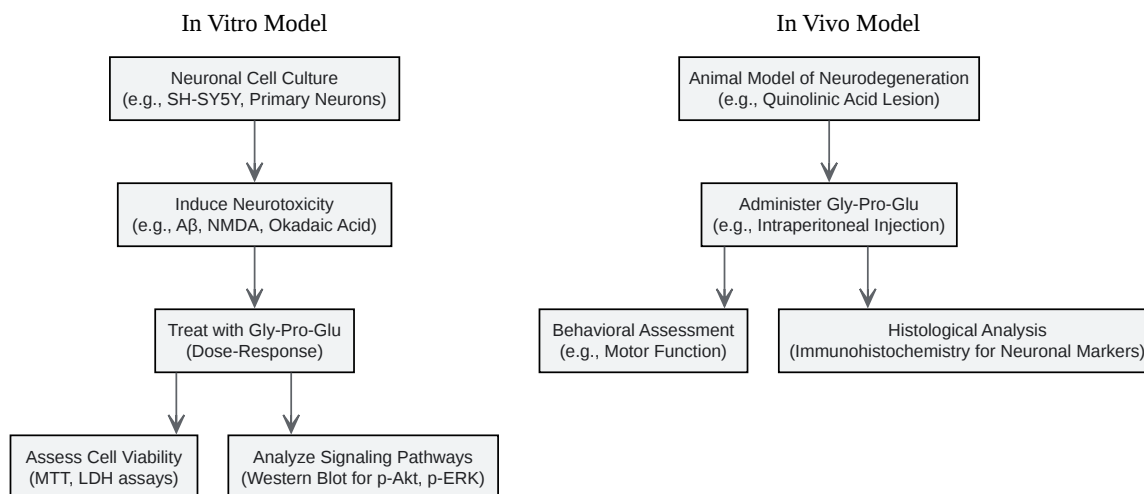 In Vitro Model
Neuronal Cell Culture
(e.g., SH-SY5Y, Primary Neurons)
Induce Neurotoxicity
(e.g., Aβ, NMDA, Okadaic Acid)
Treat with Gly-Pro-Glu
(Dose-Response)
Assess Cell Viability
(MTT, LDH assays)
Analyze Signaling Pathways
(Western Blot for p-Akt, p-ERK)
In Vivo Model
Animal Model of Neurodegeneration
(e.g., Quinolinic Acid Lesion)
Administer Gly-Pro-Glu
(e.g., Intraperitoneal Injection)
Behavioral Assessment
(e.g., Motor Function)
Histological Analysis
(Immunohistochemistry for Neuronal Markers)